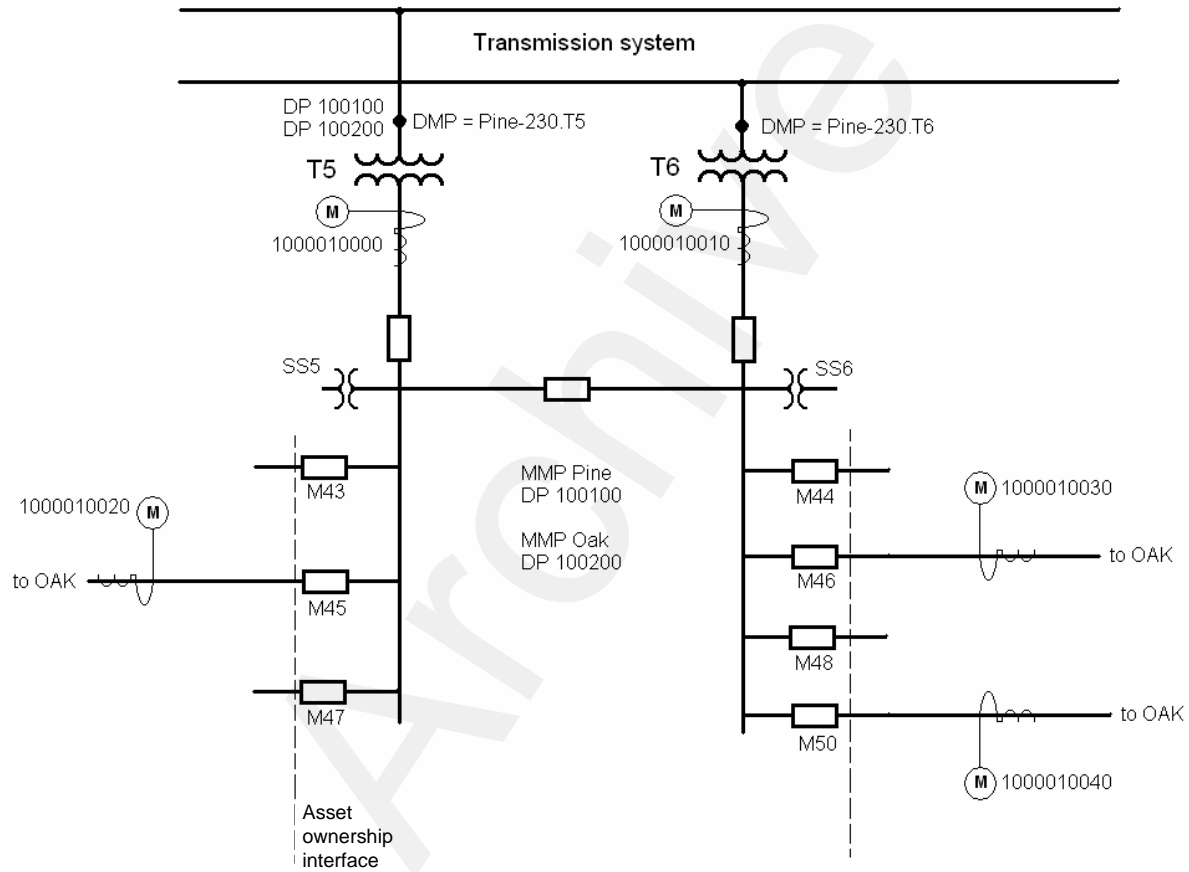 Transmission system
DP 100100
DP 100200
DMP = Pine-230.T5
DMP = Pine-230.T6
T5
T6
M
M
1000010000
1000010010
SS5
SS6
M43
MMP Pine
DP 100100
M44
1000010020
M
M
1000010030
MMP Oak
DP 100200
to OAK
M45
M46
to OAK
M47
M48
M50
to OAK
M
1000010040
Asset
ownership
interface
Archive